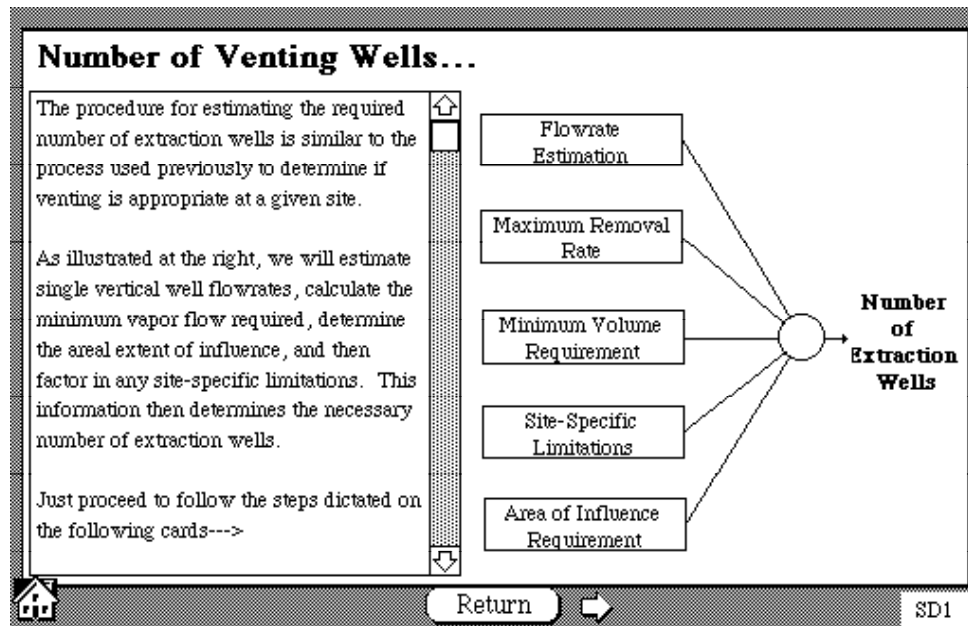 Number of Venting Wells...
The procedure for estimating the required
number of extraction wells is similar to the
process used previously to determine if
venting is appropriate at a given site.
As illustrated at the right, we will estimate
single vertical well flowrates, calculate the
minimum vapor flow required, determine
the areal extent of influence, and then
factor in any site-specific limitations. This
information then determines the necessary
number of extraction wells.
Just proceed to follow the steps dictated on
the following cards--->
Flowrate
Estimation
Maximum Removal
Rate
Minimum Volume
Requirement
Site-Specific
Limitations
Area of Influence
Requirement
Number
of
Extraction
Wells
Return
SD1